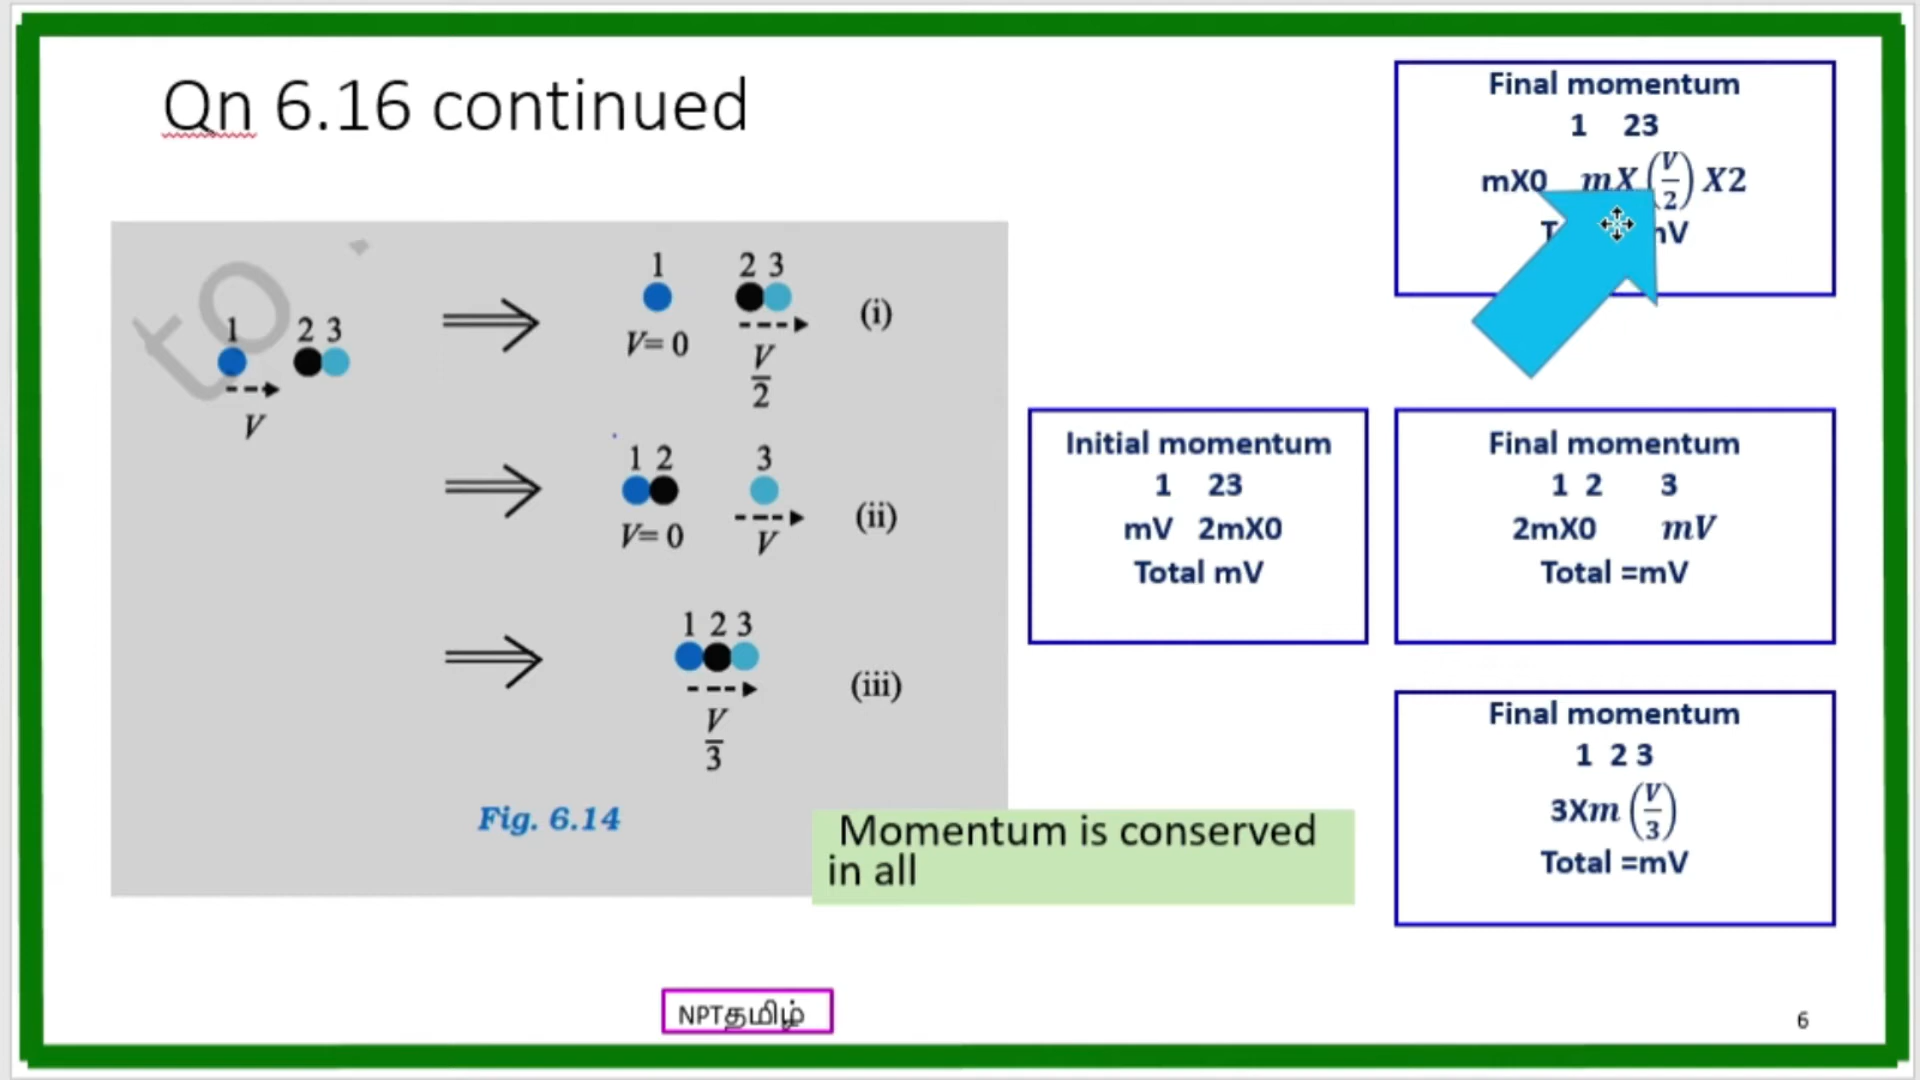 Qn 6.16 continued
to
1
2 3
V
1
2 3
V= 0
V
2
(i)
1 2
3
V= 0
V
(ii)
1 2 3
V
3
(iii)
Fig. 6.14
Momentum is conserved
in all
Initial momentum
1 23
mV 2mX0
Total mV
Final momentum
1 23
mX0 mX(V/2)X2
Final momentum
1 2 3
2mX0 mV
Total =mV
Final momentum
1 2 3
3Xm(V/3)
Total =mV
NPTதமிழ்
6